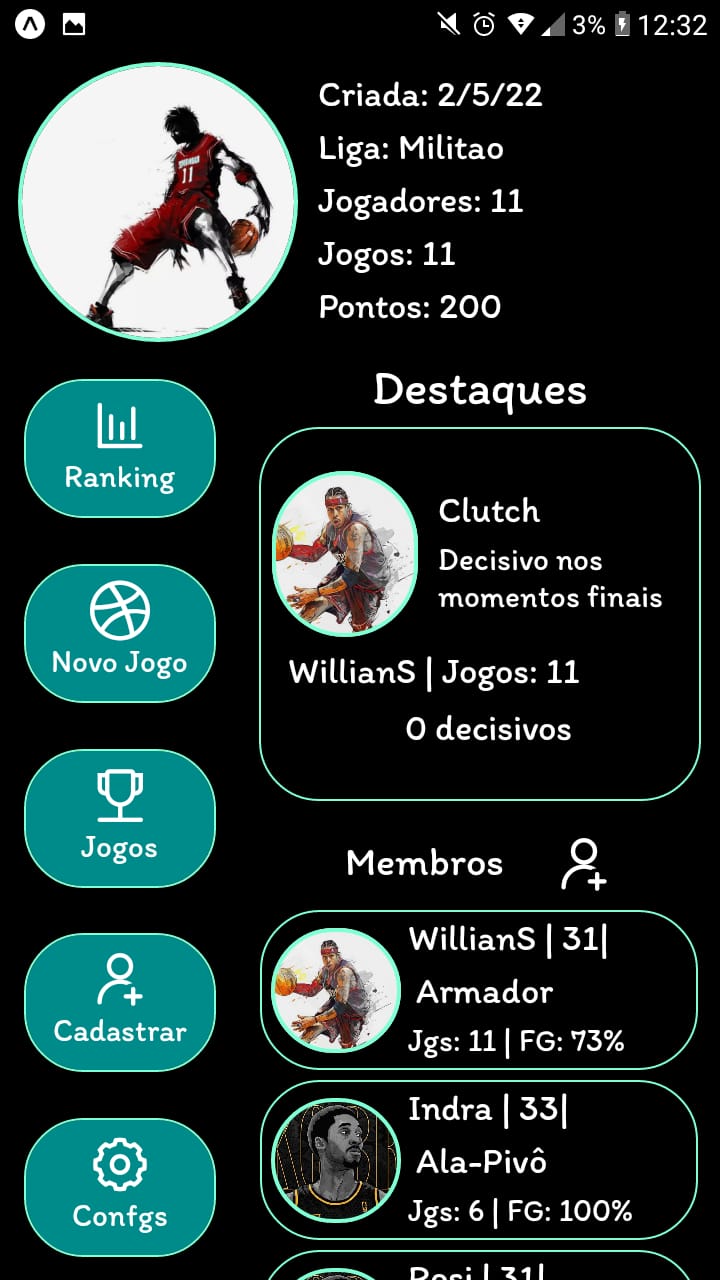 3% 12:32
11
Criada: 2/5/22
Liga: Militao
Jogadores: 11
Jogos: 11
Pontos: 200
Ranking
Novo Jogo
Jogos
Cadastrar
Confgs
Destaques
Clutch
Decisivo nos
momentos finais
WillianS | Jogos: 11
0 decisivos
Membros
WillianS | 31|
Armador
Jgs: 11 | FG: 73%
Indra | 33|
Ala-Pivô
Jgs: 6 | FG: 100%